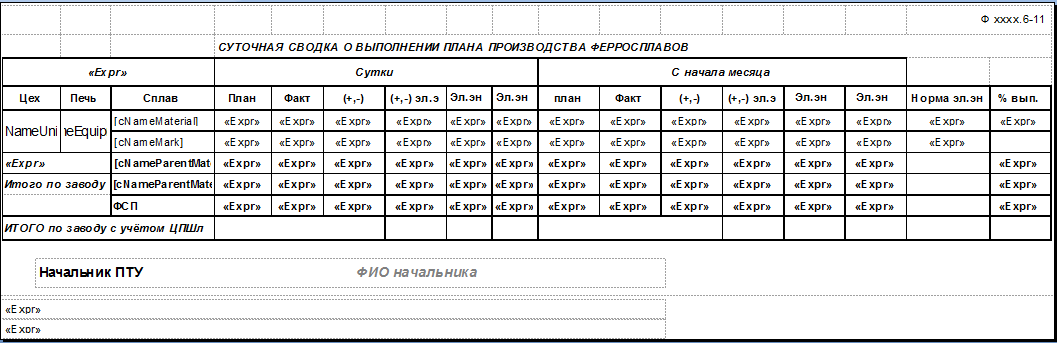 Ф хххх.6-11
СУТОЧНАЯ СВОДКА О ВЫПОЛНЕНИИ ПЛАНА ПРОИЗВОДСТВА ФЕРРОСПЛАВОВ
«Expr» Сутки С начала месяца
Цех Печь Сплав План Факт (+,-) (+,-) эл.э Эл.эн Эл.эн план Факт (+,-) (+,-) эл.э Эл.эн Эл.эн Норма эл.эн % вып.
[cNameMaterial] «Expr» «Expr» «Expr» «Expr» «Expr» «Expr» «Expr» «Expr» «Expr» «Expr» «Expr» «Expr» «Expr» «Expr»
NameUni eEquip
[cNameMark] «Expr» «Expr» «Expr» «Expr» «Expr» «Expr» «Expr» «Expr» «Expr» «Expr» «Expr» «Expr» «Expr»
«Expr» [cNameParentMate «Expr» «Expr» «Expr» «Expr» «Expr» «Expr» «Expr» «Expr» «Expr» «Expr» «Expr» «Expr» «Expr»
Итого по заводу [cNameParentMate «Expr» «Expr» «Expr» «Expr» «Expr» «Expr» «Expr» «Expr» «Expr» «Expr» «Expr» «Expr» «Expr»
ФСП «Expr» «Expr» «Expr» «Expr» «Expr» «Expr» «Expr» «Expr» «Expr» «Expr» «Expr» «Expr» «Expr»
ИТОГО по заводу с учётом ЦПШл
Начальник ПТУ ФИО начальника
«Expr»
«Expr»